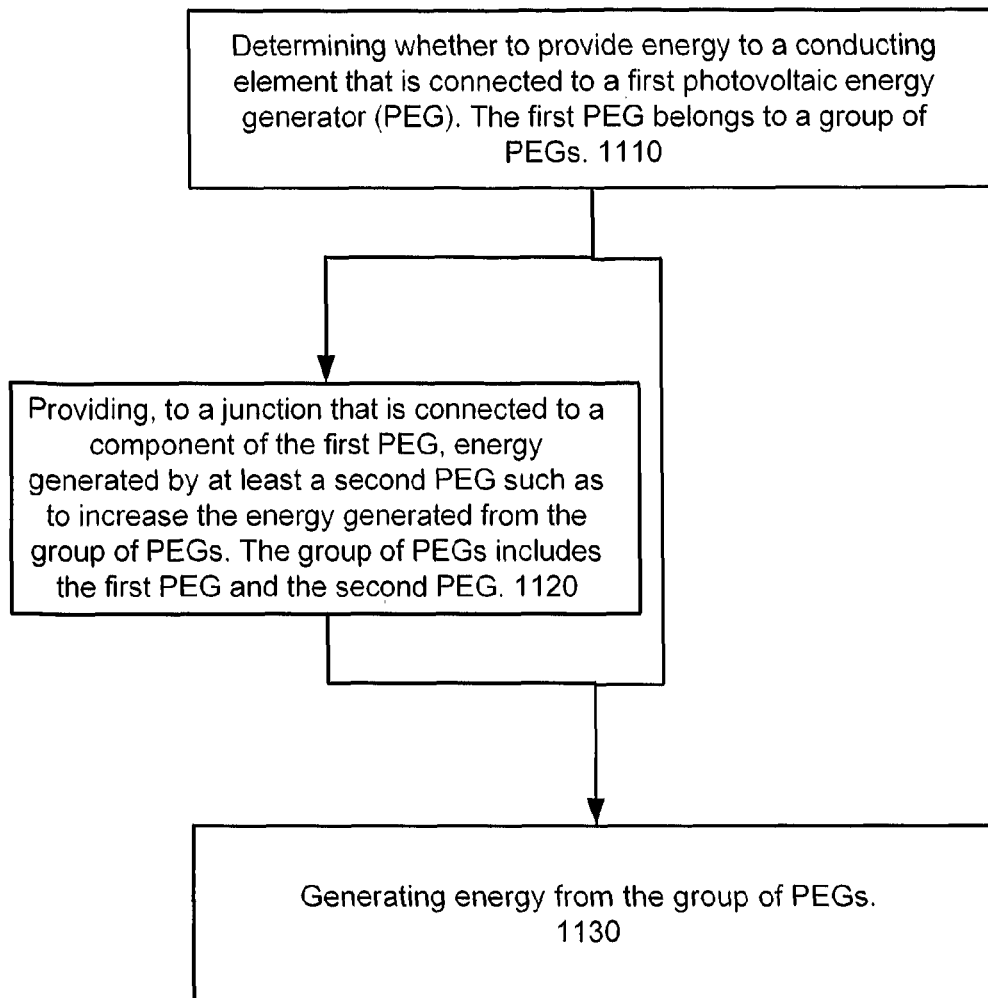 Determining whether to provide energy to a conducting
element that is connected to a first photovoltaic energy
generator (PEG). The first PEG belongs to a group of
PEGs. 1110
Providing, to a junction that is connected to a
component of the first PEG, energy
generated by at least a second PEG such as
to increase the energy generated from the
group of PEGs. The group of PEGs includes
the first PEG and the second PEG. 1120
Generating energy from the group of PEGs.
1130